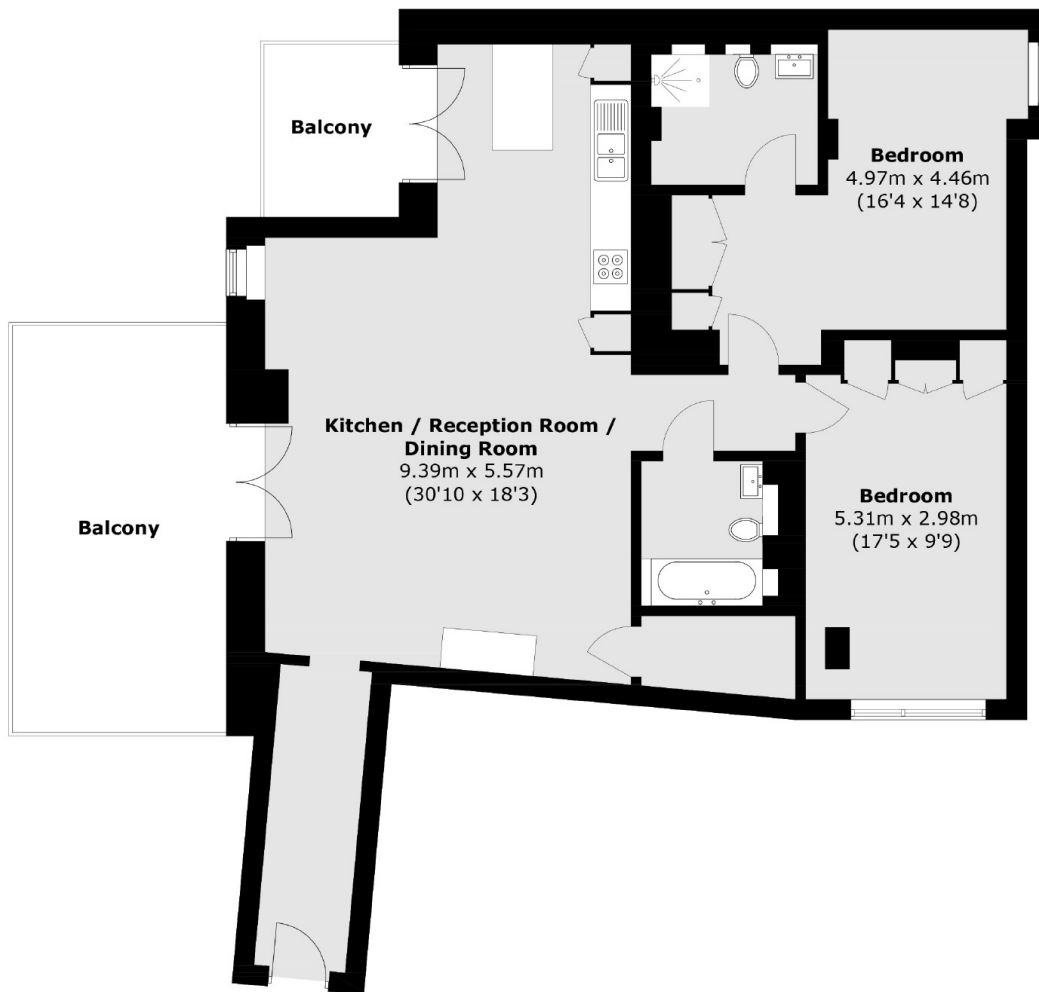 Balcony
Bedroom
4.97m x 4.46m
(16'4 x 14'8)
Kitchen / Reception Room /
Dining Room
9.39m x 5.57m
(30'10 x 18'3)
Balcony
Bedroom
5.31m x 2.98m
(17'5 x 9'9)